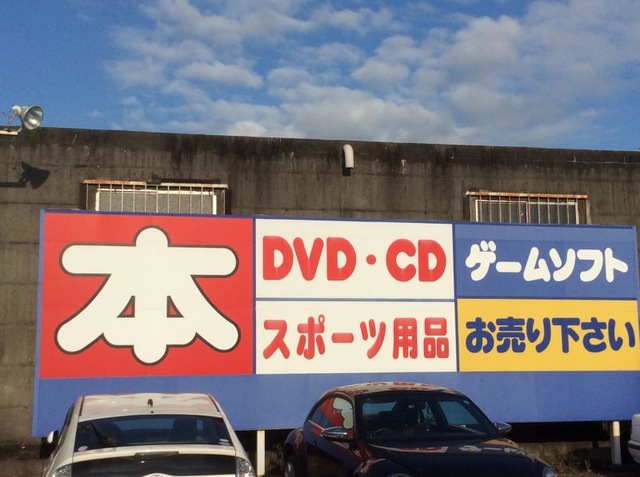 本
DVD・CD
ゲームソフト
スポーツ用品
お売り下さい